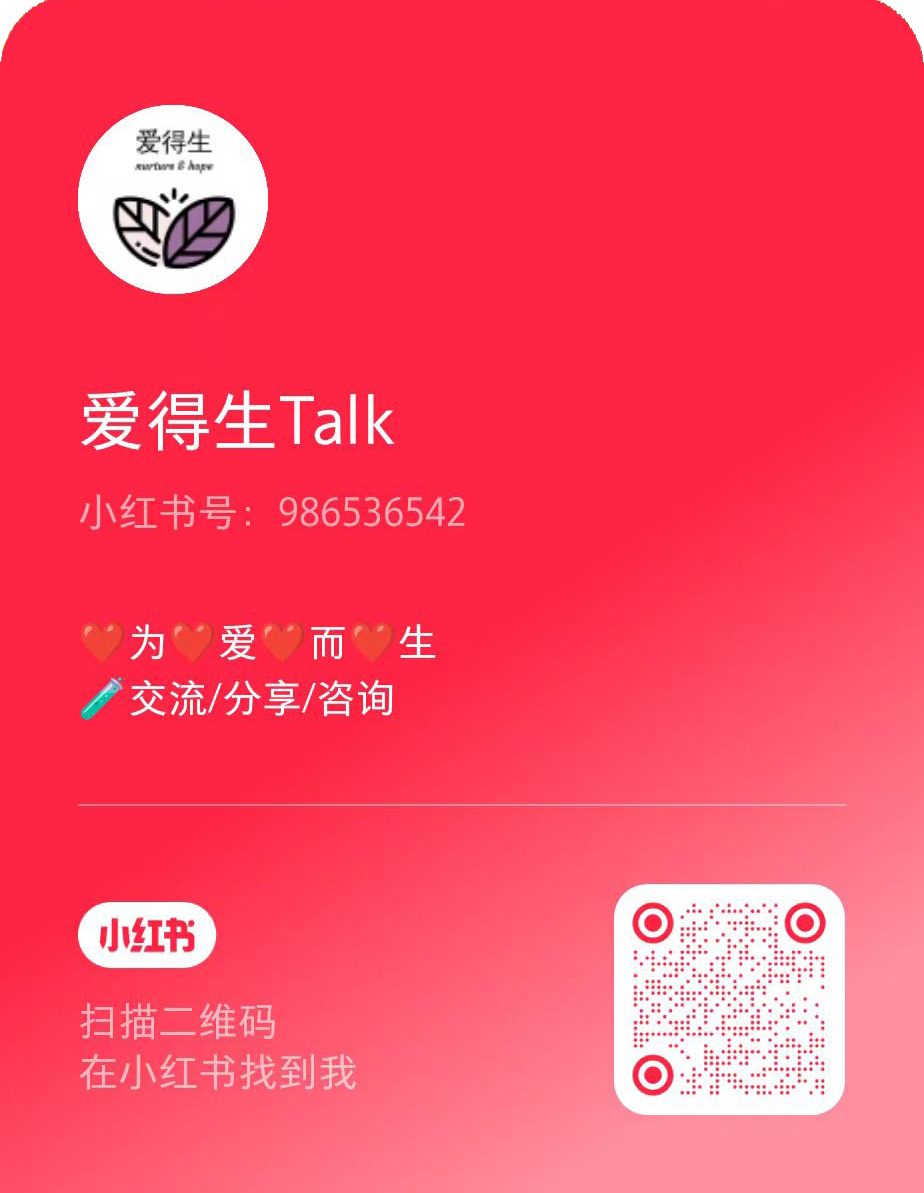 爱得生
nurture & hope
爱得生Talk
小红书号：986536542
❤️为❤️爱❤️而❤️生
🧪交流/分享/咨询
小红书
扫描二维码
在小红书找到我